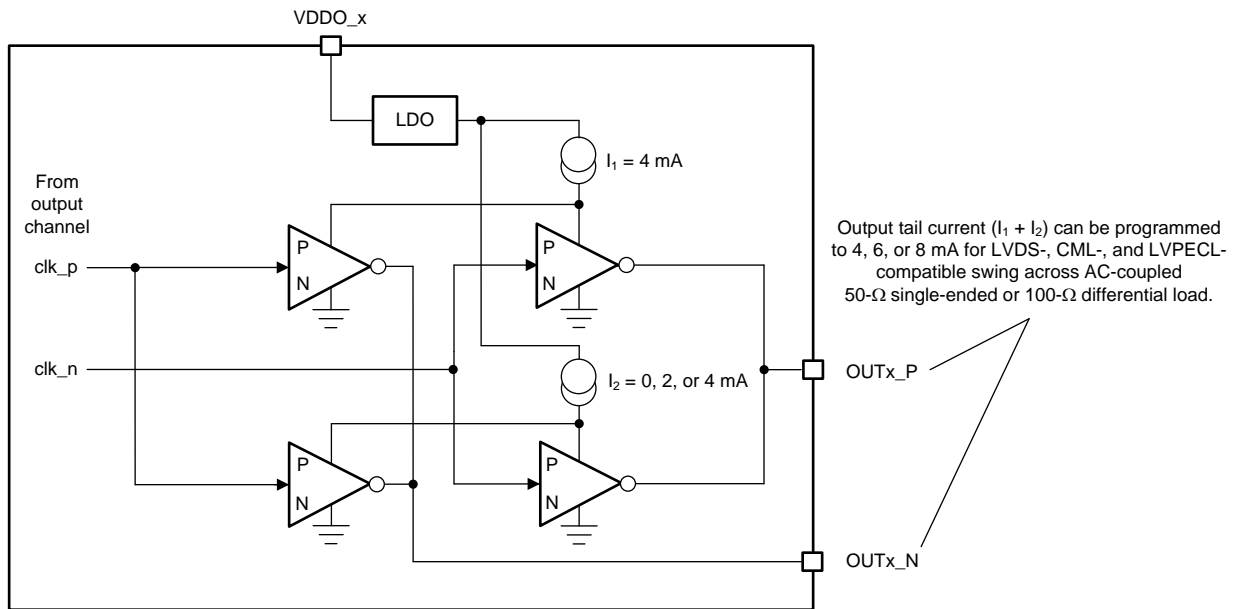 VDDO_x
LDO
I₁ = 4 mA
From
output
channel
P
N
P
N
clk_p
Output tail current (I₁ + I₂) can be programmed
to 4, 6, or 8 mA for LVDS-, CML-, and LVPECL-
compatible swing across AC-coupled
50-Ω single-ended or 100-Ω differential load.
clk_n
I₂ = 0, 2, or 4 mA
OUTx_P
P
N
P
N
OUTx_N